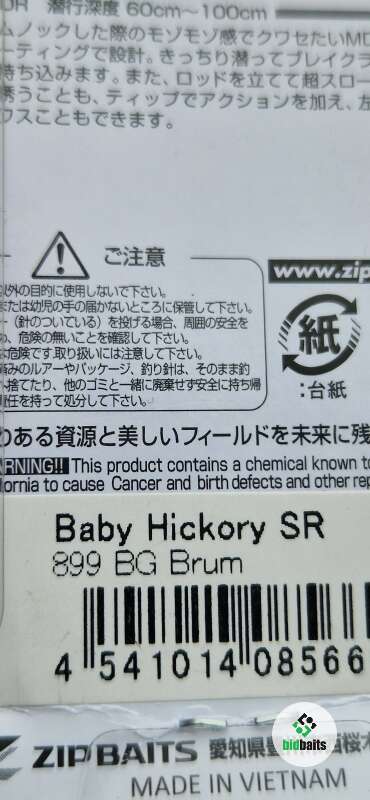 DR 潜行深度 60cm～100cm
ムノックした際のモゾモゾ感でクワセたいMD
ーティングで設計。きっちり潜ってブレイクラ
持ち込みます。また、ロッドを立てて超スロー
誘うことも、ティップでアクションを加え、左
クスこともできます。
ご注意
以外の目的に使用しないで下さい。
または幼児の手の届かないところに保管して下さい。
ー（針のついている）を投げる場合、周囲の安全を
め、危険の無いことを確認して下さい。
は危険です。取り扱いには注意して下さい。
済みのルアーやパッケージ、釣り針は、そのまま釣
い捨てたり、他のゴミと一緒に廃棄せず安全に持ち帰
責任を持って処分して下さい。
www.zip
紙
：台紙
のある資源と美しいフィールドを未来に残
ARNING!! This product contains a chemical known to
fornia to cause Cancer and birth defects and other rep
Baby Hickory SR
899 BG Brum
4 541014 08566
bidbaits
ZIPBAITS 愛知県豊 西桜木
MADE IN VIETNAM